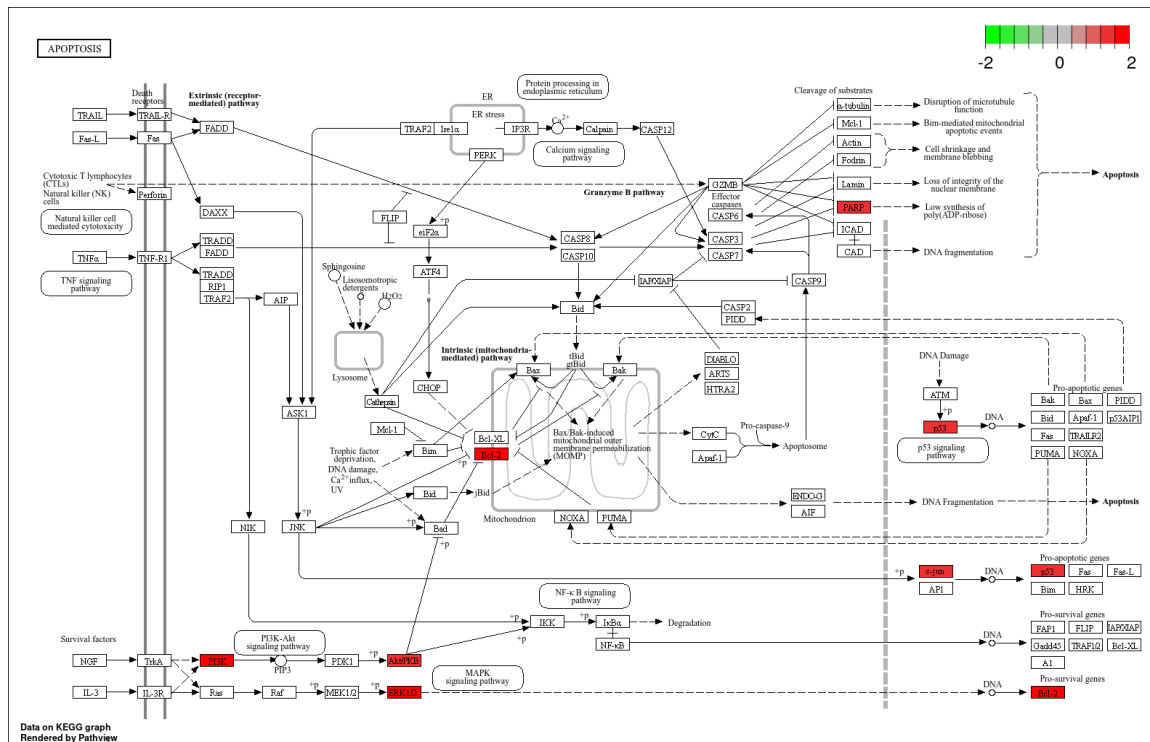 APOPTOSIS
-2
0
2
Death
receptors
Extrinsic (receptor-
mediated) pathway
TRAIL
TRAIL-R
Fas-L
Fas
FADD
Cytotoxic T lymphocytes
(CTLs)
Natural killer (NK)
cells
Perforin
Natural killer cell
mediated cytotoxicity
DAXX
TNFα
TNF-R1
TRADD
FADD
TNF signaling
pathway
TRADD
RIP1
TRAF2
AIP
ASK1
NIK
JNK
+p
ER
ER stress
Protein processing in
endoplasmic reticulum
TRAF2
Ire1α
IP3R
Ca2+
Calpain
CASP12
PERK
Calcium signaling
pathway
FLIP
+p
eiF2α
ATF4
e
CHOP
Sphingosine
Lisosomotropic
detergents
H2O2
Lysosome
Cathepsin
Granzyme B pathway
GZMB
Effector
caspases
CASP6
CASP3
CASP7
CASP8
CASP10
IAP/XIAP
CASP9
Bid
CASP2
PIDD
Intrinsic (mitochondria-
mediated) pathway
tBid
gtBid
Bax
Bak
DIABLO
ARTS
HTRA2
Mcl-1
Bim
Bcl-XL
Bcl-2
+p
Bax/Bak-induced
mitochondrial outer
membrane permeabilization
(MOMP)
CytC
Apaf-1
Pro-caspase-9
Apoptosome
Trophic factor
deprivation,
DNA damage,
Ca2+influx,
UV
Bid
jBid
+p
Bad
+p
Mitochondrion
NOXA
PUMA
ENDO-G
AIF
DNA Fragmentation
Apoptosis
Cleavage of substrates
α-tubulin
Disruption of microtubule
function
Mcl-1
Bim-mediated mitochondrial
apoptotic events
Actin
Fodrin
Cell shrinkage and
membrane blebbing
Lamin
Loss of integrity of the
nuclear membrane
PARP
Low synthesis of
poly(ADP-ribose)
ICAD
CAD
DNA fragmentation
Apoptosis
DNA Damage
ATM
+p
p53
DNA
p53 signaling
pathway
Pro-apoptotic genes
Bak
Bax
PIDD
Bid
Apaf-1
p53AIP1
Fas
TRAILR2
PUMA
NOXA
+p
c-jun
AP1
DNA
Pro-apoptotic genes
p53
Fas
Fas-L
Bim
HRK
NF-κ B signaling
pathway
+p
IKK
+p
+p
IκBα
Degradation
NF-κB
DNA
Pro-survival genes
FAP1
FLIP
IAP/XIAP
Gadd45
TRAF1/2
Bcl-XL
A1
Survival factors
NGF
TrkA
PI3K
PI3K-Akt
signaling pathway
PIP3
+p
PDK1
+p
Akt/PKB
IL-3
IL-3R
Ras
Raf
+p
MEK1/2
+p
ERK1/2
MAPK
signaling pathway
DNA
Pro-survival genes
Bcl-2
Data on KEGG graph
Rendered by Pathview